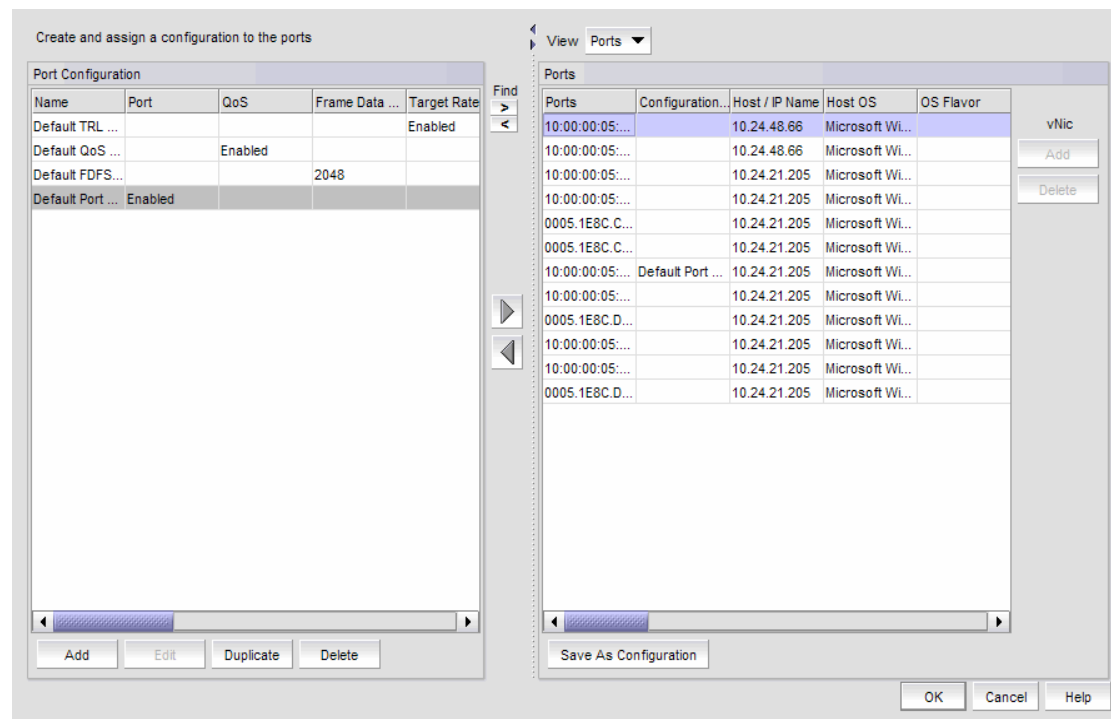 Create and assign a configuration to the ports
View Ports
Port Configuration
Name Port QoS Frame Data ... Target Rate
Default TRL ... Enabled
Default QoS ... Enabled
Default FDFS... 2048
Default Port ... Enabled
Find
>
<
Ports
Ports Configuration... Host / IP Name Host OS OS Flavor
10:00:00:05:... 10.24.48.66 Microsoft Wi...
10:00:00:05:... 10.24.48.66 Microsoft Wi...
10:00:00:05:... 10.24.21.205 Microsoft Wi...
10:00:00:05:... 10.24.21.205 Microsoft Wi...
0005.1E8C.C... 10.24.21.205 Microsoft Wi...
0005.1E8C.C... 10.24.21.205 Microsoft Wi...
10:00:00:05:... Default Port ... 10.24.21.205 Microsoft Wi...
10:00:00:05:... 10.24.21.205 Microsoft Wi...
0005.1E8C.D... 10.24.21.205 Microsoft Wi...
10:00:00:05:... 10.24.21.205 Microsoft Wi...
10:00:00:05:... 10.24.21.205 Microsoft Wi...
0005.1E8C.D... 10.24.21.205 Microsoft Wi...
vNic
Add
Delete
Add Edit Duplicate Delete
Save As Configuration
OK Cancel Help